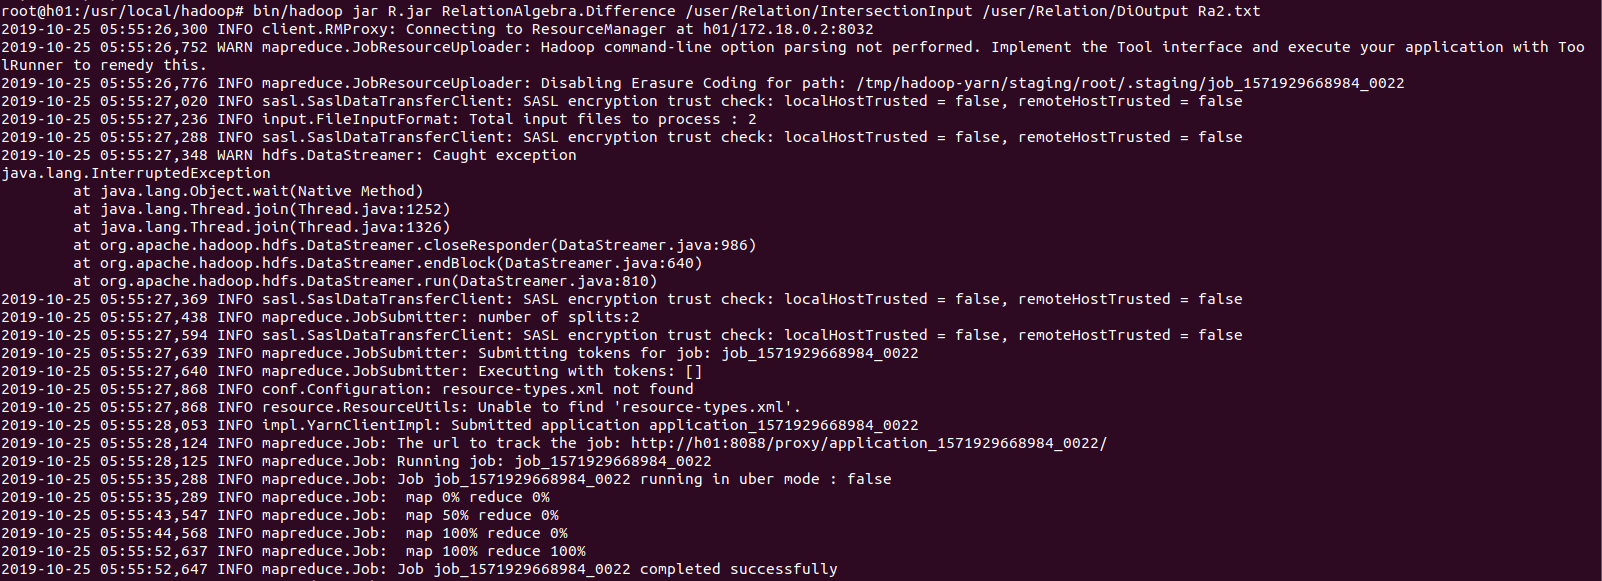 root@h01:/usr/local/hadoop# bin/hadoop jar R.jar RelationAlgebra.Difference /user/Relation/IntersectionInput /user/Relation/DiOutput Ra2.txt
2019-10-25 05:55:26,300 INFO client.RMProxy: Connecting to ResourceManager at h01/172.18.0.2:8032
2019-10-25 05:55:26,752 WARN mapreduce.JobResourceUploader: Hadoop command-line option parsing not performed. Implement the Tool interface and execute your application with Too
lRunner to remedy this.
2019-10-25 05:55:26,776 INFO mapreduce.JobResourceUploader: Disabling Erasure Coding for path: /tmp/hadoop-yarn/staging/root/.staging/job_1571929668984_0022
2019-10-25 05:55:27,020 INFO sasl.SaslDataTransferClient: SASL encryption trust check: localHostTrusted = false, remoteHostTrusted = false
2019-10-25 05:55:27,236 INFO input.FileInputFormat: Total input files to process : 2
2019-10-25 05:55:27,288 INFO sasl.SaslDataTransferClient: SASL encryption trust check: localHostTrusted = false, remoteHostTrusted = false
2019-10-25 05:55:27,348 WARN hdfs.DataStreamer: Caught exception
java.lang.InterruptedException
        at java.lang.Object.wait(Native Method)
        at java.lang.Thread.join(Thread.java:1252)
        at java.lang.Thread.join(Thread.java:1326)
        at org.apache.hadoop.hdfs.DataStreamer.closeResponder(DataStreamer.java:986)
        at org.apache.hadoop.hdfs.DataStreamer.endBlock(DataStreamer.java:640)
        at org.apache.hadoop.hdfs.DataStreamer.run(DataStreamer.java:810)
2019-10-25 05:55:27,369 INFO sasl.SaslDataTransferClient: SASL encryption trust check: localHostTrusted = false, remoteHostTrusted = false
2019-10-25 05:55:27,438 INFO mapreduce.JobSubmitter: number of splits:2
2019-10-25 05:55:27,594 INFO sasl.SaslDataTransferClient: SASL encryption trust check: localHostTrusted = false, remoteHostTrusted = false
2019-10-25 05:55:27,639 INFO mapreduce.JobSubmitter: Submitting tokens for job: job_1571929668984_0022
2019-10-25 05:55:27,640 INFO mapreduce.JobSubmitter: Executing with tokens: []
2019-10-25 05:55:27,868 INFO conf.Configuration: resource-types.xml not found
2019-10-25 05:55:27,868 INFO resource.ResourceUtils: Unable to find 'resource-types.xml'.
2019-10-25 05:55:28,053 INFO impl.YarnClientImpl: Submitted application application_1571929668984_0022
2019-10-25 05:55:28,124 INFO mapreduce.Job: The url to track the job: http://h01:8088/proxy/application_1571929668984_0022/
2019-10-25 05:55:28,125 INFO mapreduce.Job: Running job: job_1571929668984_0022
2019-10-25 05:55:35,288 INFO mapreduce.Job: Job job_1571929668984_0022 running in uber mode : false
2019-10-25 05:55:35,289 INFO mapreduce.Job:  map 0% reduce 0%
2019-10-25 05:55:43,547 INFO mapreduce.Job:  map 50% reduce 0%
2019-10-25 05:55:44,568 INFO mapreduce.Job:  map 100% reduce 0%
2019-10-25 05:55:52,637 INFO mapreduce.Job:  map 100% reduce 100%
2019-10-25 05:55:52,647 INFO mapreduce.Job: Job job_1571929668984_0022 completed successfully